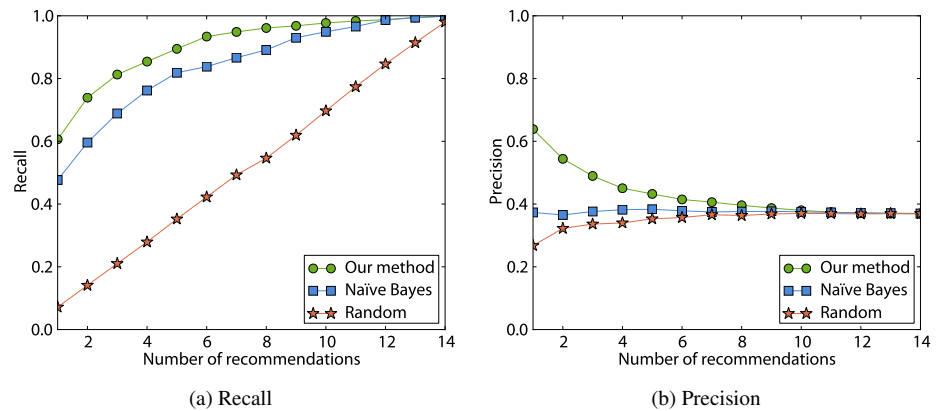 1.0
0.8
0.6
0.4
0.2
0.0
Recall
2 4 6 8 10 12 14
Number of recommendations
Our method
Naïve Bayes
Random
(a) Recall
1.0
0.8
0.6
0.4
0.2
0.0
Precision
2 4 6 8 10 12 14
Number of recommendations
Our method
Naïve Bayes
Random
(b) Precision